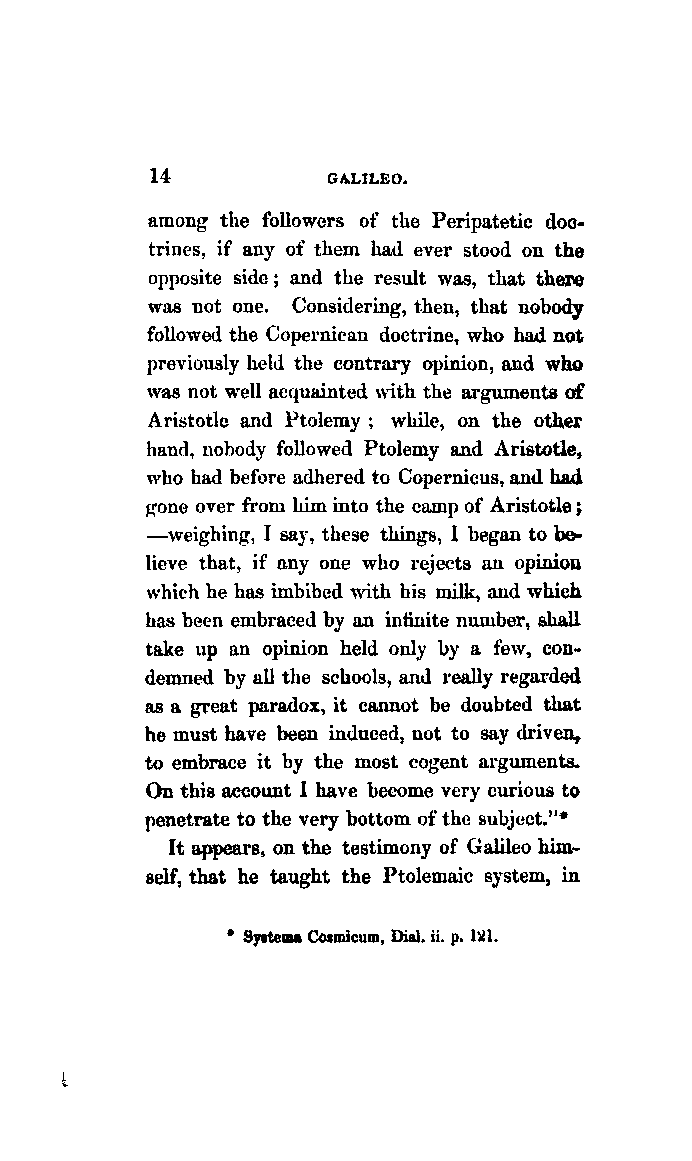 14 GALILEO.
among the followers of the Peripatetic doc-
trines, if any of them had ever stood on the
opposite side; and the result was, that there
was not one. Considering, then, that nobody
followed the Copernican doctrine, who had not
previously held the contrary opinion, and who
was not well acquainted with the arguments of
Aristotle and Ptolemy ; while, on the other
hand, nobody followed Ptolemy and Aristotle,
who had before adhered to Copernicus, and had
gone over from him into the camp of Aristotle;
—weighing, I say, these things, I began to be-
lieve that, if any one who rejects an opinion
which he has imbibed with his milk, and which
has been embraced by an infinite number, shall
take up an opinion held only by a few, con-
demned by all the schools, and really regarded
as a great paradox, it cannot be doubted that
he must have been induced, not to say driven,
to embrace it by the most cogent arguments.
On this account I have become very curious to
penetrate to the very bottom of the subject."*
It appears, on the testimony of Galileo him-
self, that he taught the Ptolemaic system, in
* Systema Cosmicum, Dial. ii. p. 121.